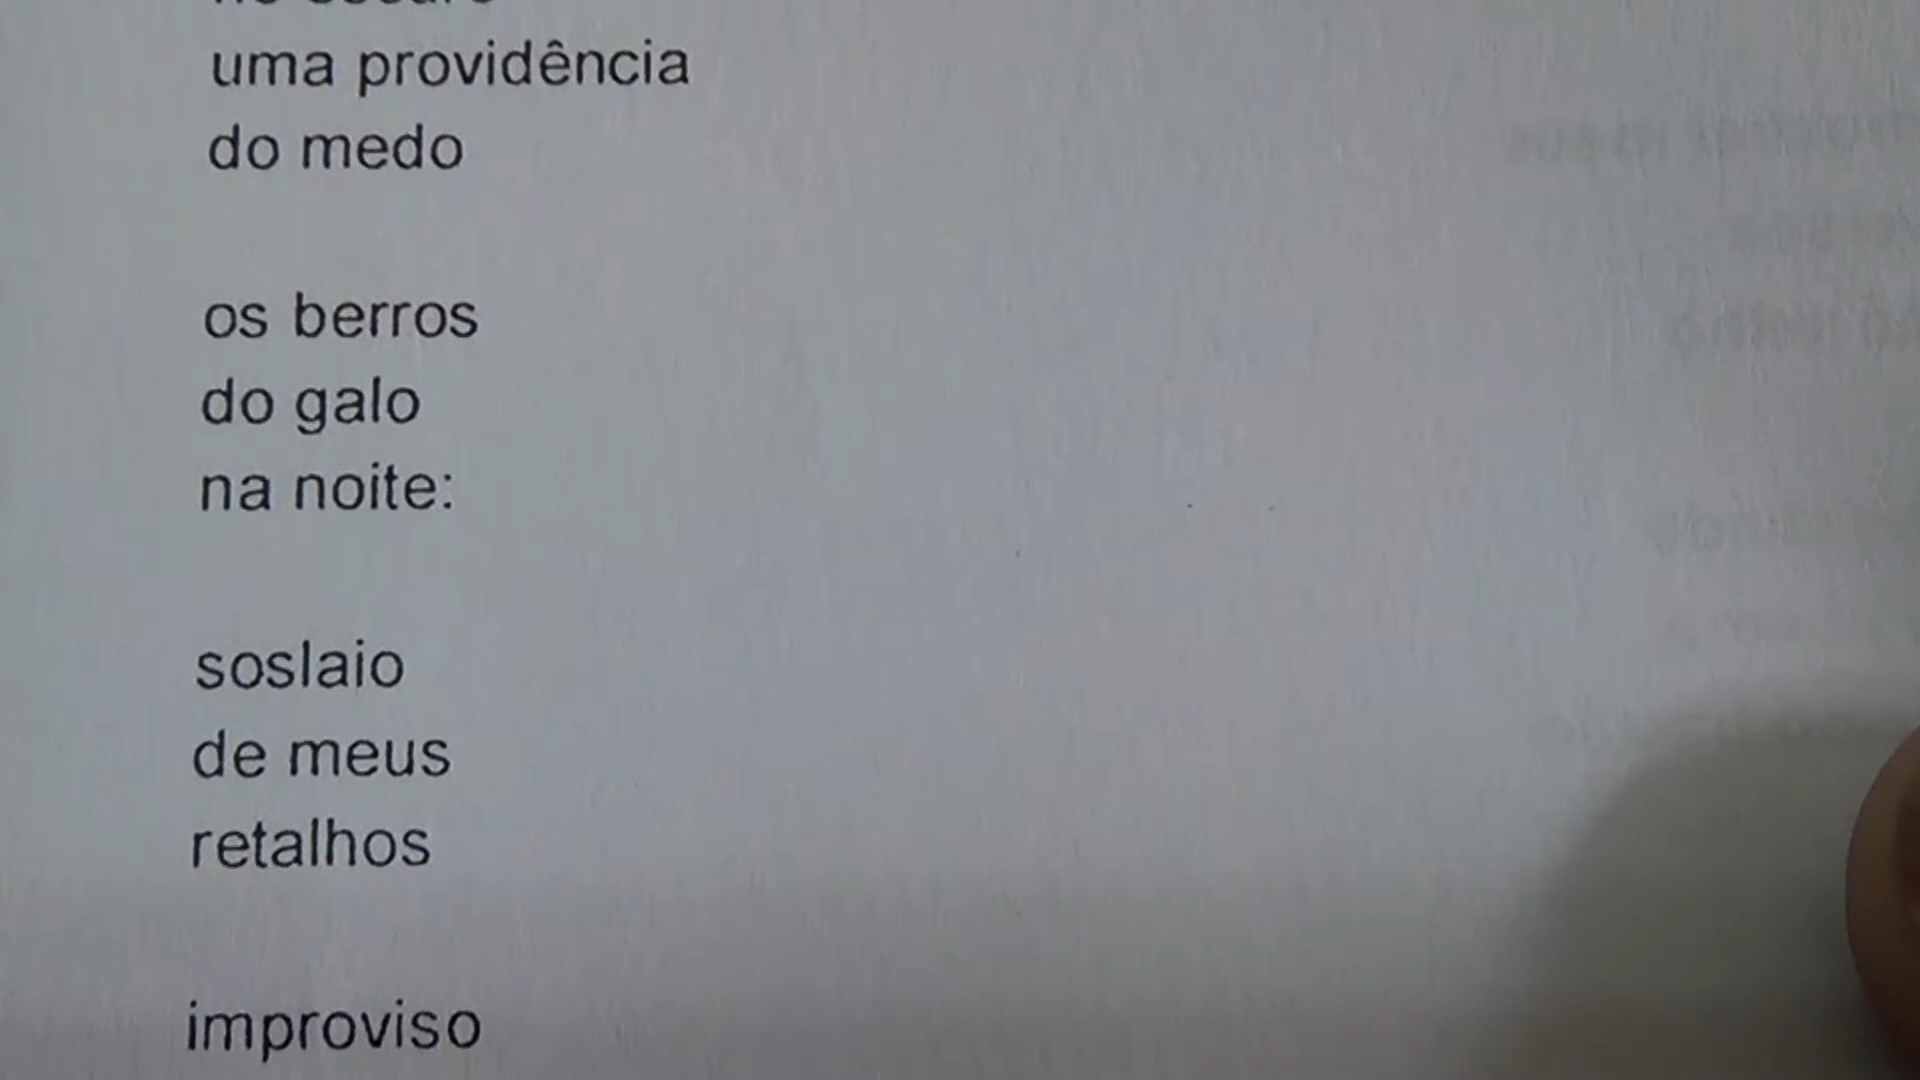 uma providência
do medo
os berros
do galo
na noite:
soslaio
de meus
retalhos
improviso